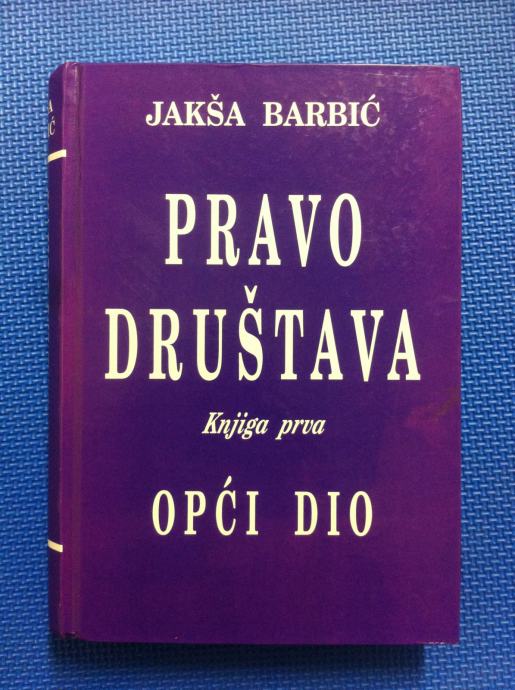 JAKŠA BARBIĆ
PRAVO
DRUŠTAVA
Knjiga prva
OPĆI DIO